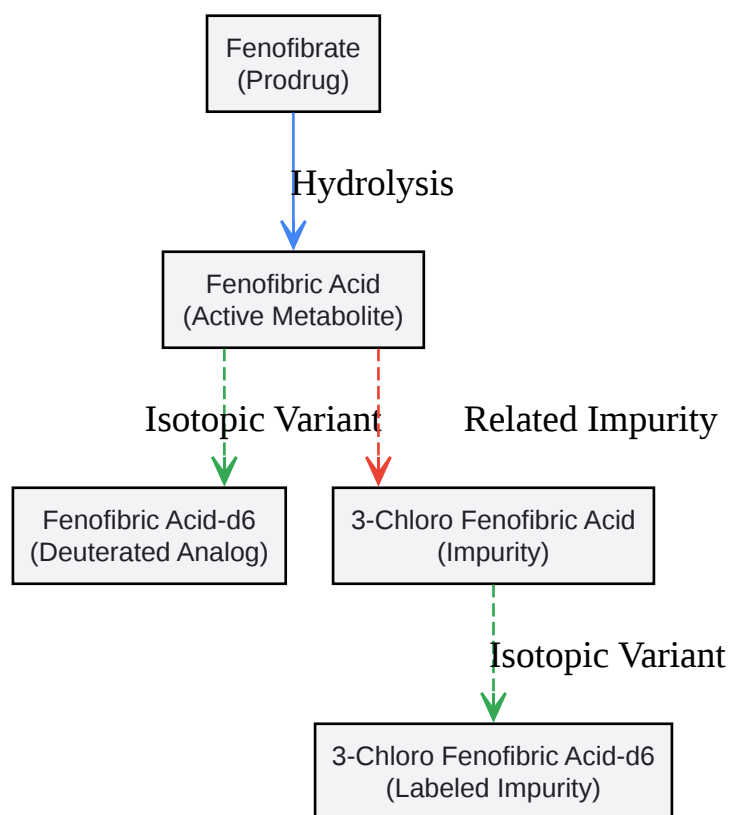 Fenofibrate
(Prodrug)
Hydrolysis
Fenofibric Acid
(Active Metabolite)
Isotopic Variant
Related Impurity
Fenofibric Acid-d6
(Deuterated Analog)
3-Chloro Fenofibric Acid
(Impurity)
Isotopic Variant
3-Chloro Fenofibric Acid-d6
(Labeled Impurity)